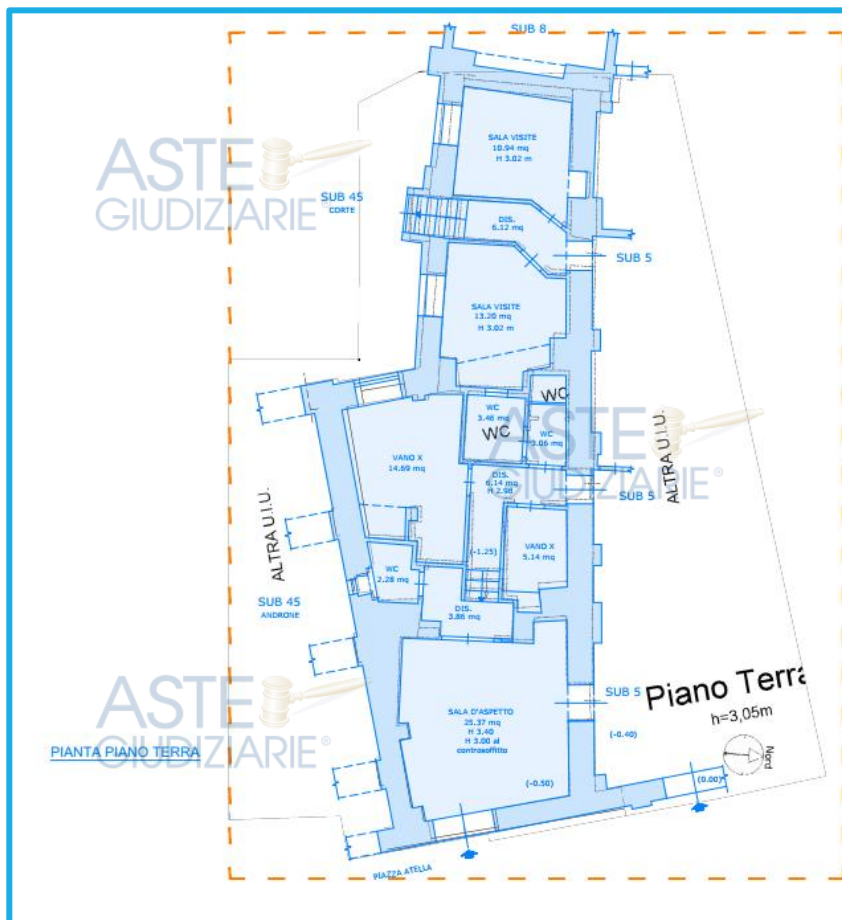 SUB 8
SALA VISITE
10.94 mq
H 3.02 m
ASTE
GIUDIZIARIE®
SUB 45
CORTE
DIS.
6.12 mq
SUB 5
SALA VISITE
13.20 mq
H 3.02 m
WC
WC
3.46 mq
WC
WC
3.06 mq
ASTE
GIUDIZIARIE®
ALTRA U.I.U.
VANO X
14.69 mq
DIS.
6.14 mq
H 2.98
SUB 5
ALTRA U.I.U.
(-1.25)
VANO X
5.14 mq
WC
2.28 mq
SUB 45
ANDRONE
DIS.
3.86 mq
ASTE
GIUDIZIARIE®
SUB 5
Piano Terra
h=3,05m
SALA D'ASPETTO
25.37 mq
H 3.40
H 3.00 al
controsoffitto
(-0.40)
Nord
PIANTA PIANO TERRA
(-0.50)
(0.00)
PIAZZA ATELLA